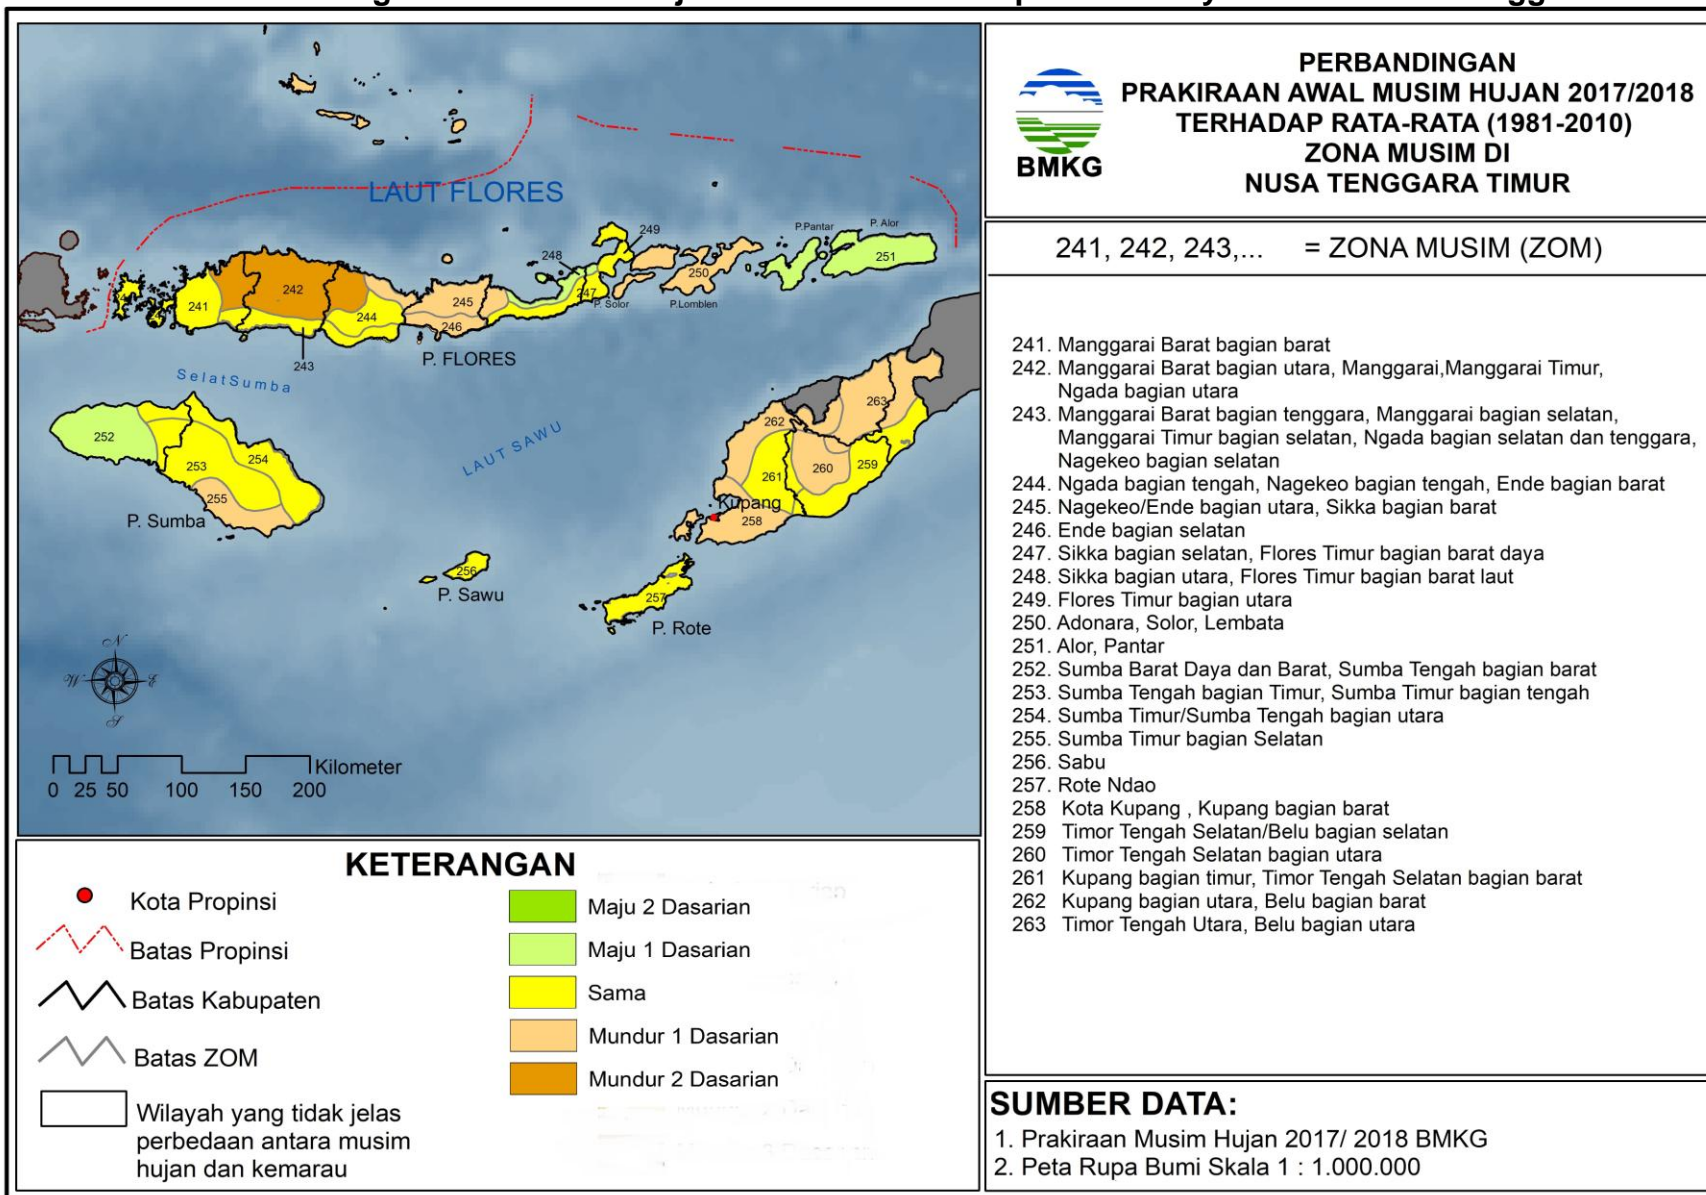 BMKG
PERBANDINGAN
PRAKIRAAN AWAL MUSIM HUJAN 2017/2018
TERHADAP RATA-RATA (1981-2010)
ZONA MUSIM DI
NUSA TENGGARA TIMUR
241, 242, 243,... = ZONA MUSIM (ZOM)
241. Manggarai Barat bagian barat
242. Manggarai Barat bagian utara, Manggarai,Manggarai Timur,
Ngada bagian utara
243. Manggarai Barat bagian tenggara, Manggarai bagian selatan,
Manggarai Timur bagian selatan, Ngada bagian selatan dan tenggara,
Nagekeo bagian selatan
244. Ngada bagian tengah, Nagekeo bagian tengah, Ende bagian barat
245. Nagekeo/Ende bagian utara, Sikka bagian barat
246. Ende bagian selatan
247. Sikka bagian selatan, Flores Timur bagian barat daya
248. Sikka bagian utara, Flores Timur bagian barat laut
249. Flores Timur bagian utara
250. Adonara, Solor, Lembata
251. Alor, Pantar
252. Sumba Barat Daya dan Barat, Sumba Tengah bagian barat
253. Sumba Tengah bagian Timur, Sumba Timur bagian tengah
254. Sumba Timur/Sumba Tengah bagian utara
255. Sumba Timur bagian Selatan
256. Sabu
257. Rote Ndao
258 Kota Kupang , Kupang bagian barat
259 Timor Tengah Selatan/Belu bagian selatan
260 Timor Tengah Selatan bagian utara
261 Kupang bagian timur, Timor Tengah Selatan bagian barat
262 Kupang bagian utara, Belu bagian barat
263 Timor Tengah Utara, Belu bagian utara
SUMBER DATA:
1. Prakiraan Musim Hujan 2017/ 2018 BMKG
2. Peta Rupa Bumi Skala 1 : 1.000.000
LAUT FLORES
249
P.Pantar
P. Alor
248
251
250
242
241
245
247
P. Solor
P.Lomblen
244
246
243
P. FLORES
SelatSumba
LAUT SAWU
252
253
254
255
P. Sumba
263
262
260
259
261
Kupang
258
256
P. Sawu
257
P. Rote
N
W
E
S
Kilometer
0 25 50 100 150 200
KETERANGAN
Kota Propinsi
Batas Propinsi
Batas Kabupaten
Batas ZOM
Wilayah yang tidak jelas
perbedaan antara musim
hujan dan kemarau
Maju 2 Dasarian
Maju 1 Dasarian
Sama
Mundur 1 Dasarian
Mundur 2 Dasarian